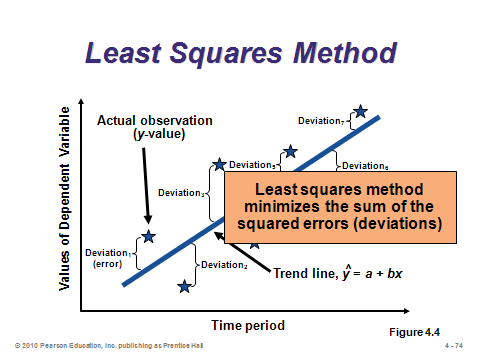 Least Squares Method
Values of Dependent Variable
Actual observation
(y-value)
Deviation₇
Deviation₅
Deviation₆
Deviation₃
Least squares method
minimizes the sum of the
squared errors (deviations)
Deviation₁
(error)
Deviation₂
Trend line, ŷ = a + bx
Time period
Figure 4.4
© 2010 Pearson Education, Inc. publishing as Prentice Hall
4 - 74